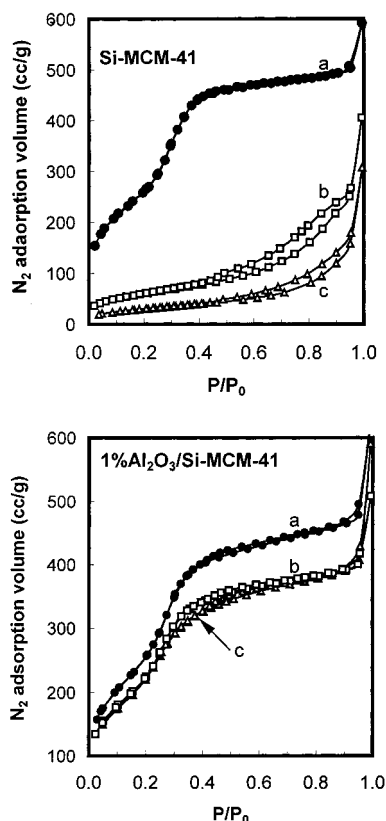 600
500
400
300
200
100
0
N2 adaorption volume (cc/g)
Si-MCM-41
a
b
c
0.0 0.2 0.4 0.6 0.8 1.0
P/P0
600
500
400
300
200
100
N2 adsorption volume (cc/g)
1%Al2O3/Si-MCM-41
a
b
c
0.0 0.2 0.4 0.6 0.8 1.0
P/P0